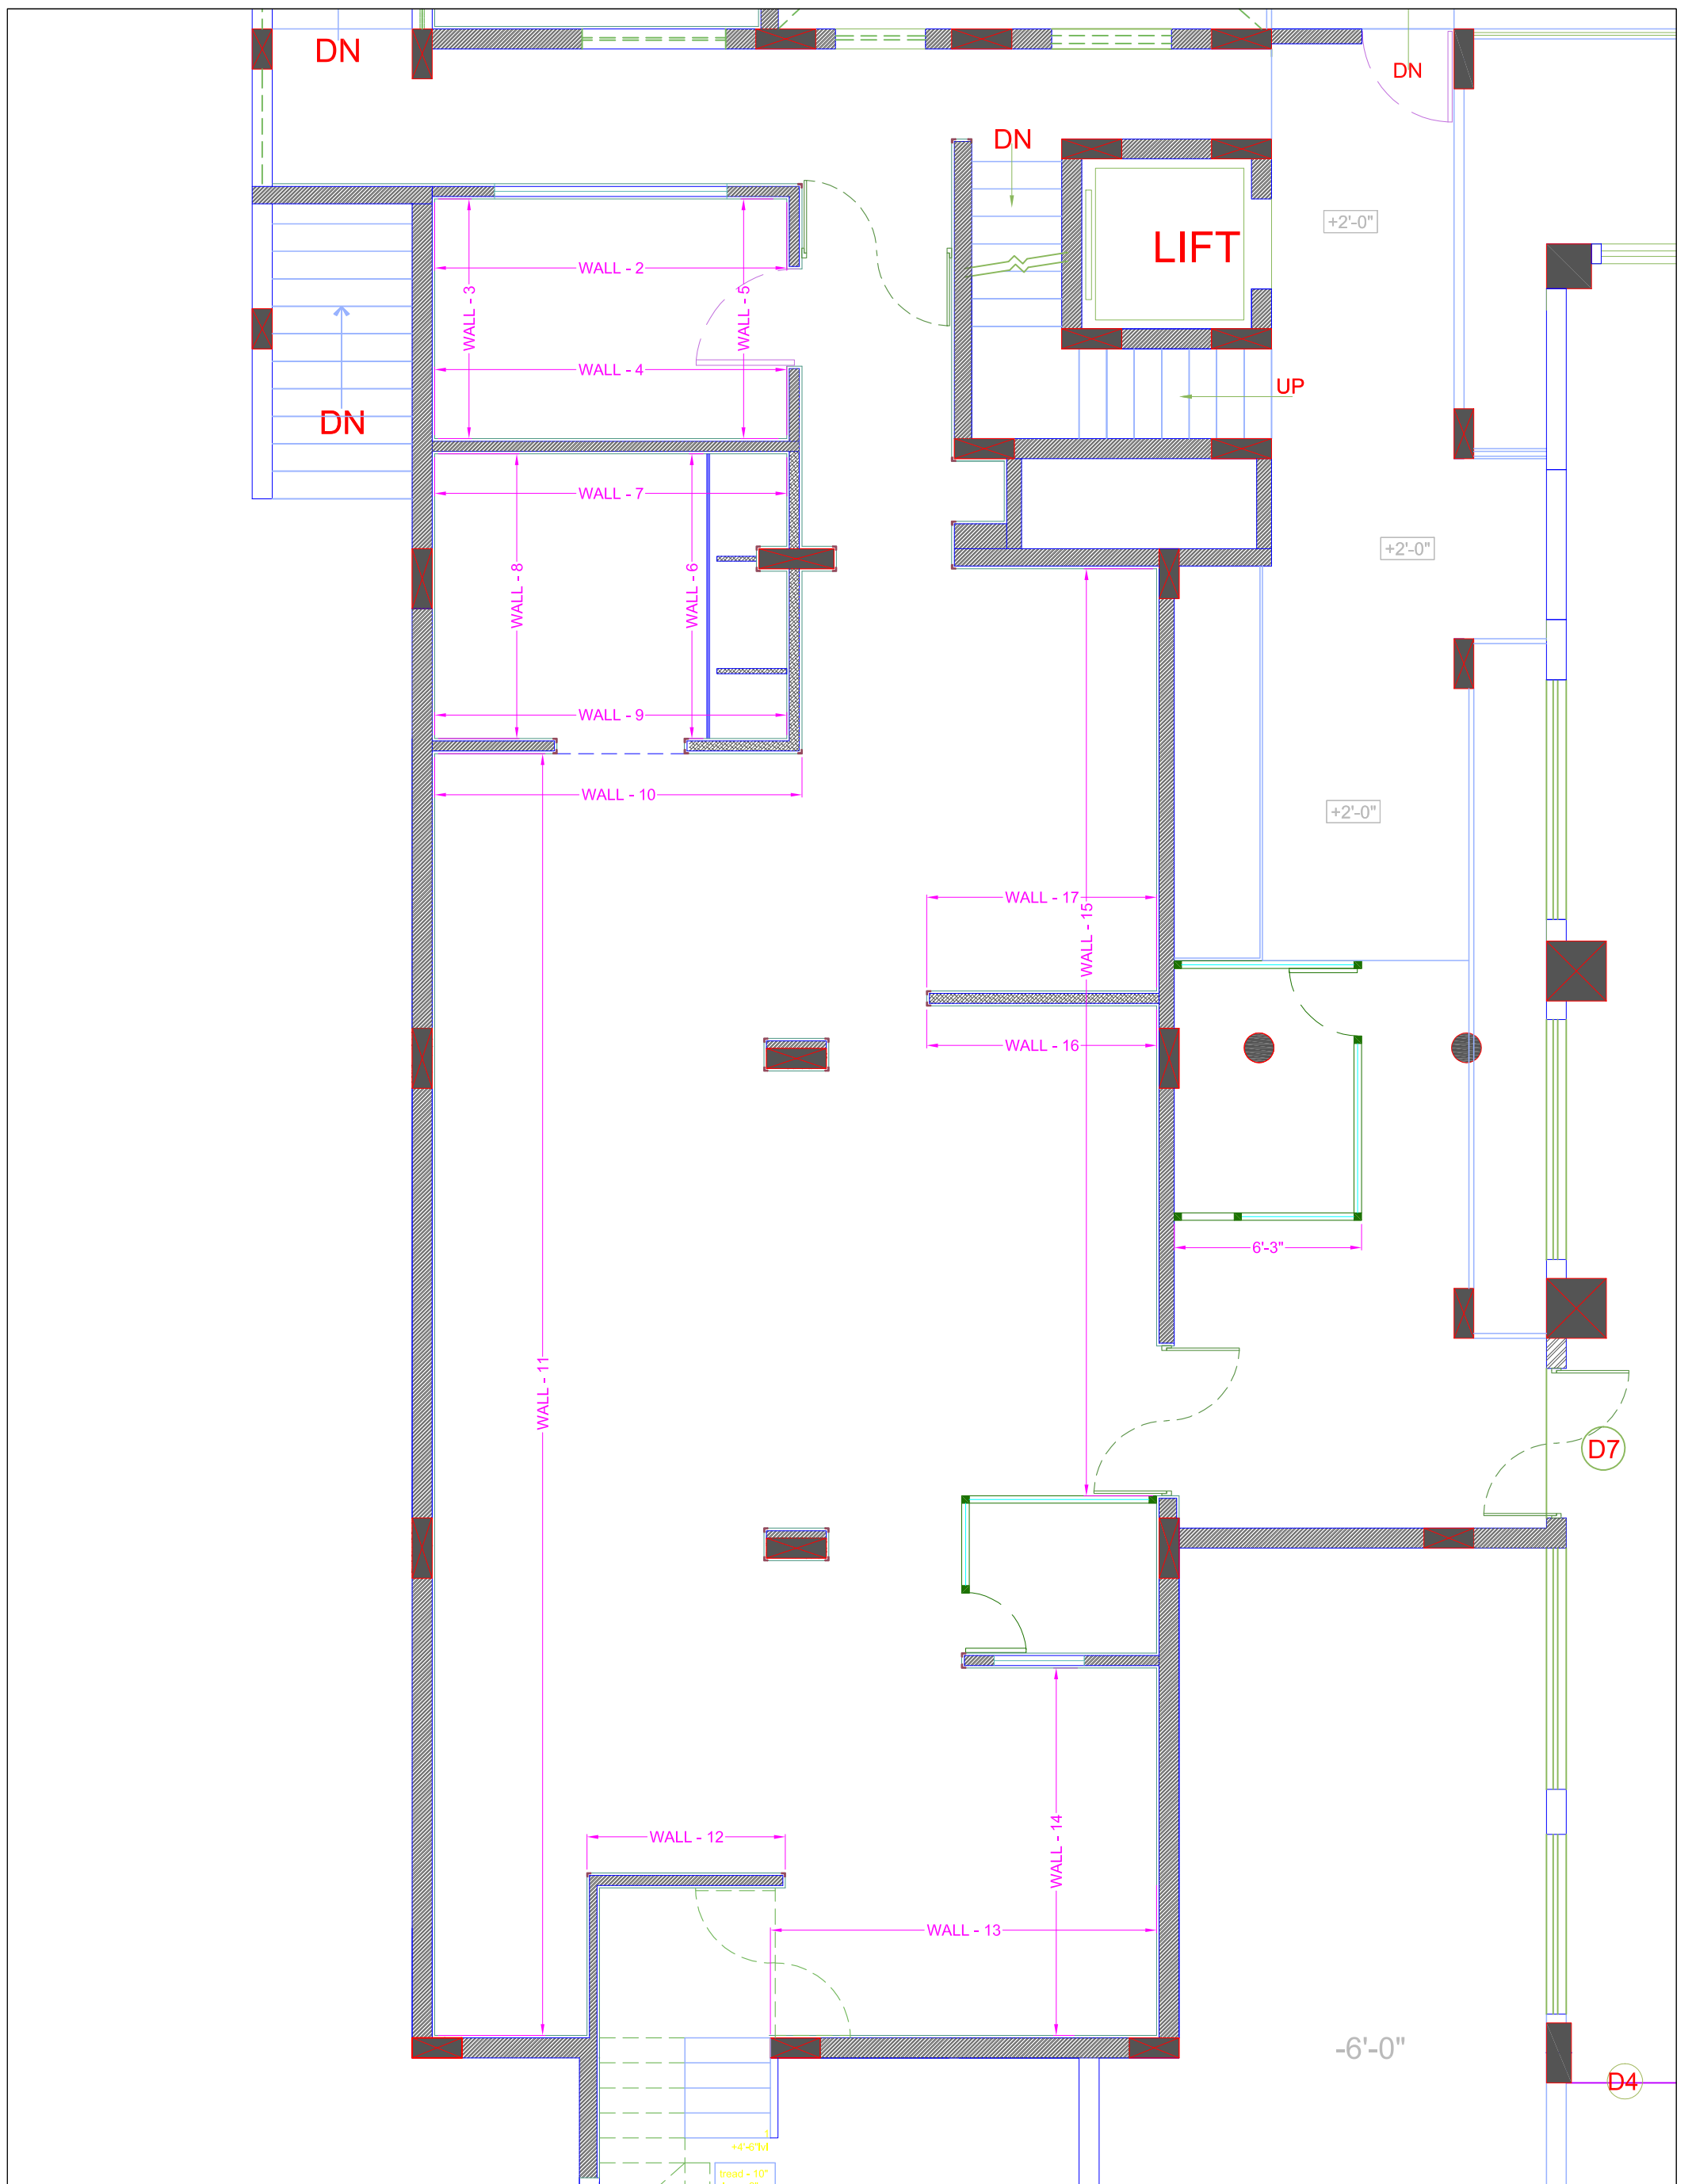 DN
DN
DN
+2'-0"
LIFT
WALL - 2
WALL - 3
WALL - 5
WALL - 4
UP
DN
WALL - 7
+2'-0"
WALL - 8
WALL - 6
WALL - 9
WALL - 10
+2'-0"
WALL - 17
WALL - 15
WALL - 16
6'-3"
WALL - 11
D7
WALL - 12
WALL - 14
WALL - 13
-6'-0"
D4
tread - 10"